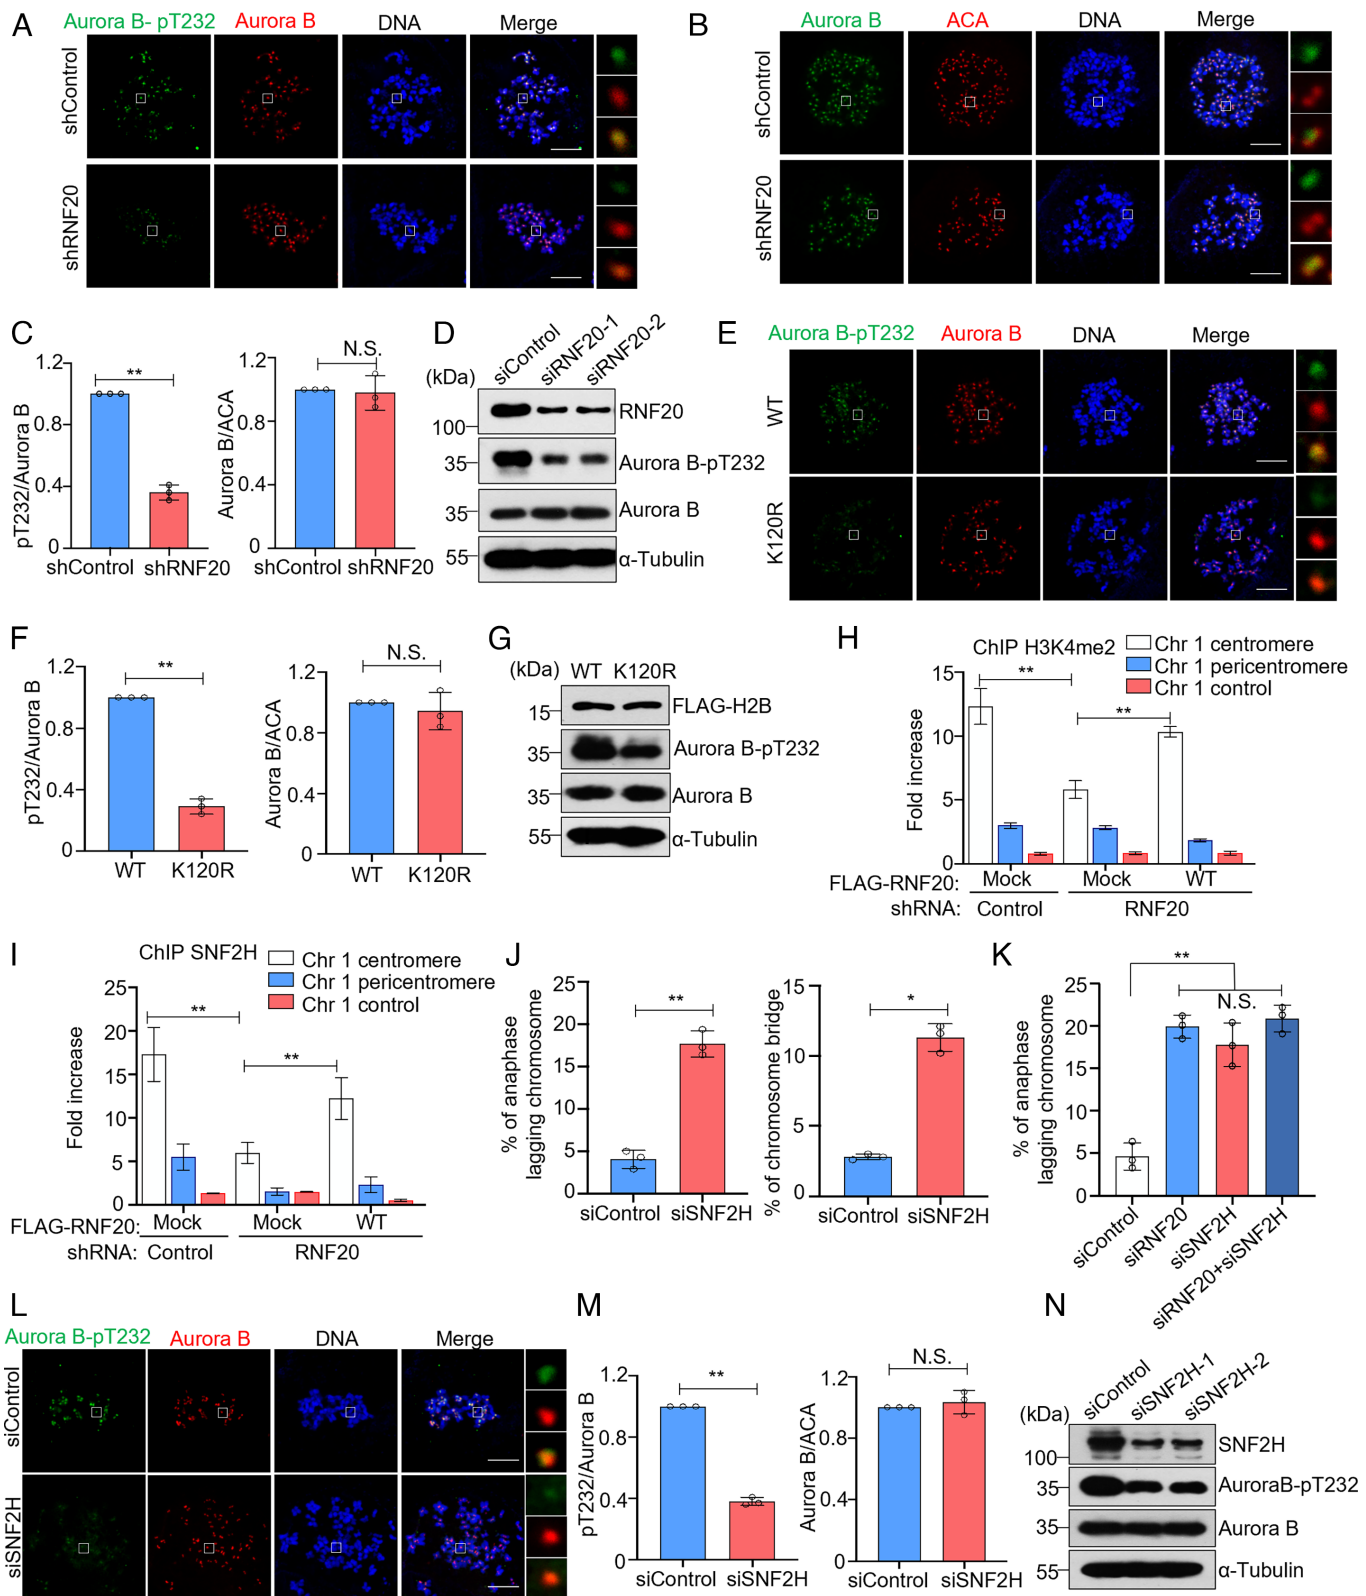 A
Aurora B- pT232
Aurora B
DNA
Merge
shControl
shRNF20
B
Aurora B
ACA
DNA
Merge
shControl
shRNF20
C
pT232/Aurora B
1.2
0.8
0.4
0
**
shControl
shRNF20
Aurora B/ACA
1.2
0.8
0.4
0
N.S.
shControl
shRNF20
D
(kDa)
siControl
siRNF20-1
siRNF20-2
100
RNF20
35
Aurora B-pT232
35
Aurora B
55
α-Tubulin
E
Aurora B-pT232
Aurora B
DNA
Merge
WT
K120R
F
pT232/Aurora B
1.2
0.8
0.4
0
**
WT
K120R
Aurora B/ACA
1.2
0.8
0.4
0
N.S.
WT
K120R
G
(kDa)
WT
K120R
15
FLAG-H2B
35
Aurora B-pT232
35
Aurora B
55
α-Tubulin
H
ChIP H3K4me2
Chr 1 centromere
Chr 1 pericentromere
Chr 1 control
Fold increase
15
10
5
0
**
**
FLAG-RNF20:
Mock
Mock
WT
shRNA:
Control
RNF20
I
ChIP SNF2H
Chr 1 centromere
Chr 1 pericentromere
Chr 1 control
Fold increase
25
20
15
10
5
0
**
**
FLAG-RNF20:
Mock
Mock
WT
shRNA:
Control
RNF20
J
% of anaphase
lagging chromosome
25
20
15
10
5
0
**
siControl
siSNF2H
% of chromosome bridge
15
10
5
0
*
siControl
siSNF2H
K
% of anaphase
lagging chromosome
25
20
15
10
5
0
**
N.S.
siControl
siRNF20
siSNF2H
siRNF20+siSNF2H
L
Aurora B-pT232
Aurora B
DNA
Merge
siControl
siSNF2H
M
pT232/Aurora B
1.2
0.8
0.4
0
**
siControl
siSNF2H
Aurora B/ACA
1.2
0.8
0.4
0
N.S.
siControl
siSNF2H
N
(kDa)
siControl
siSNF2H-1
siSNF2H-2
100
SNF2H
35
AuroraB-pT232
35
Aurora B
55
α-Tubulin